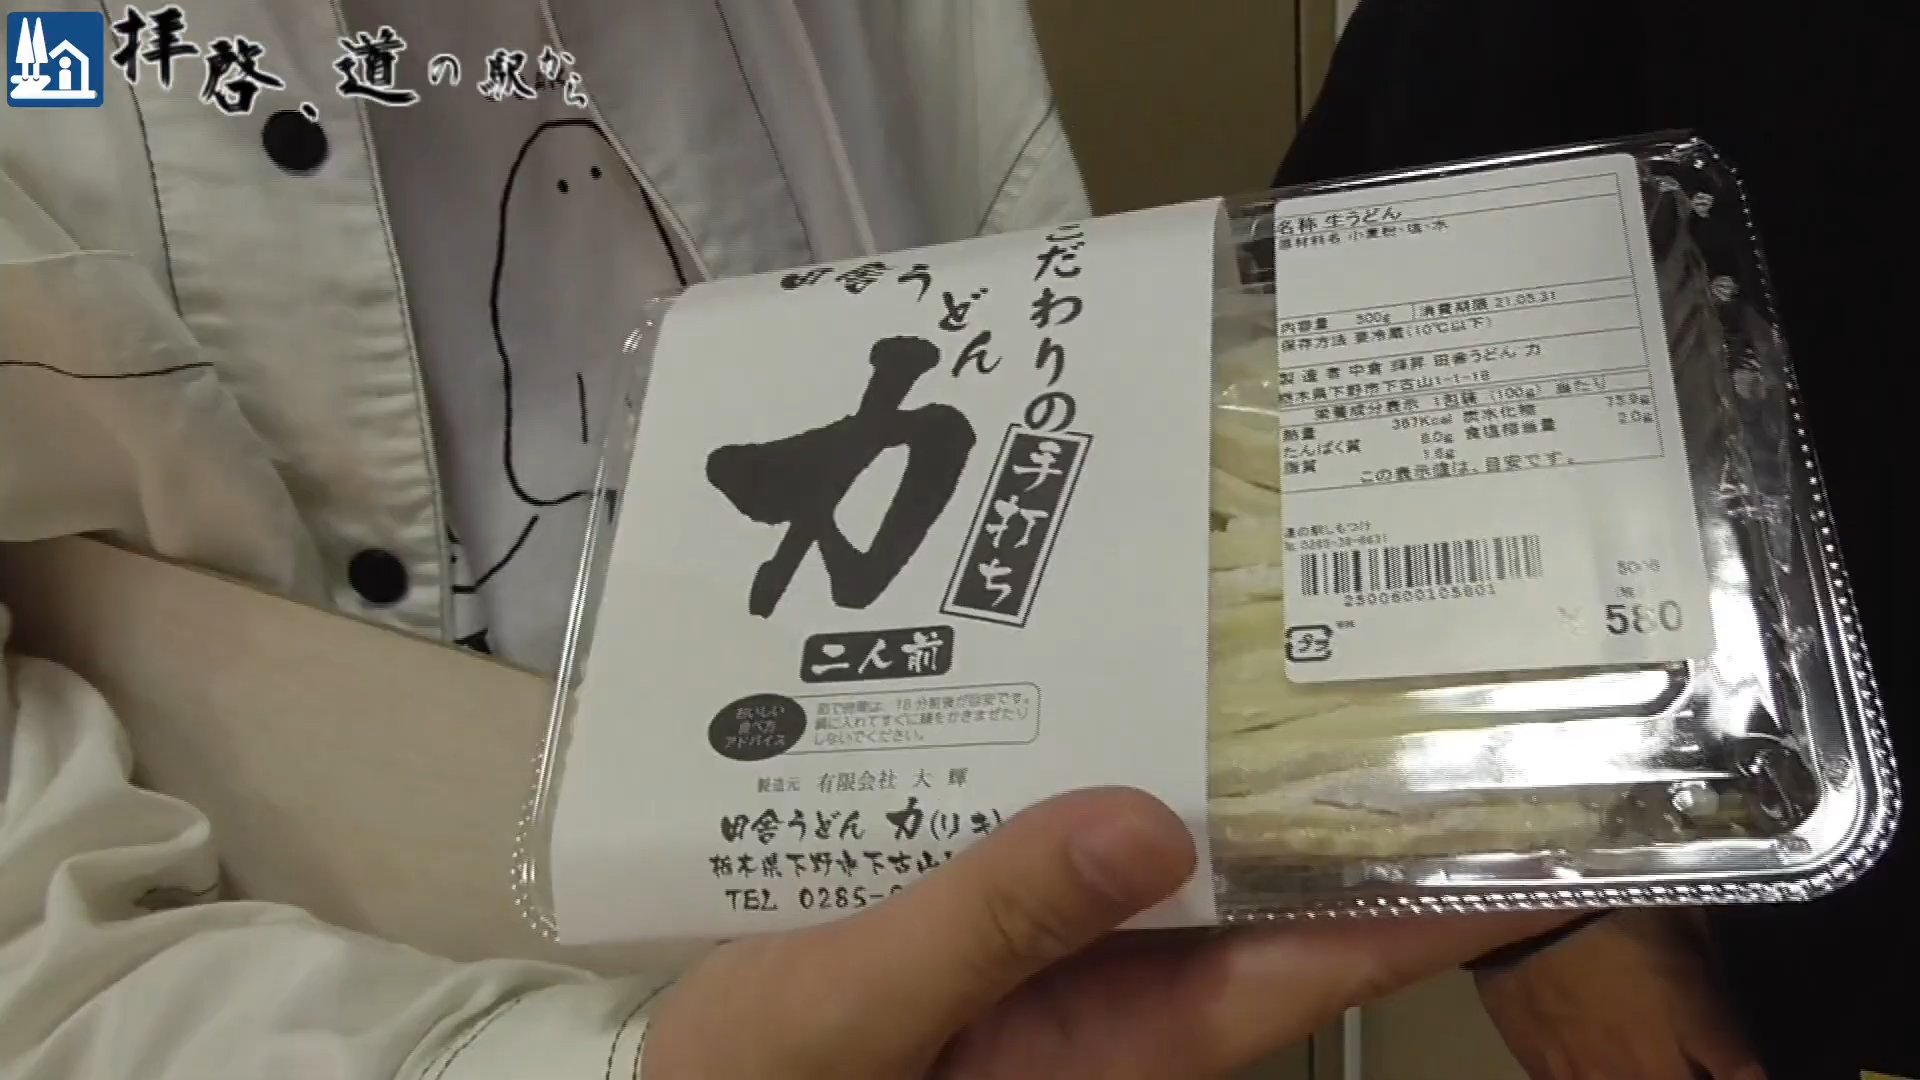 拝啓、道の駅から
こだわりの
手打ち
田舎うどん
力
二人前
おいしい
食べ方
アドバイス
茹で時間は、18分前後が目安です。
鍋に入れてすぐに麺をかきまぜたり
しないでください。
製造元 有限会社 大輝
田舎うどん 力(リキ)
栃木県下野市下古山
TEL 0285-
名称 生うどん
原材料名 小麦粉・塩・水
内容量 300g 消費期限 21.05.31
保存方法 要冷蔵(10℃以下)
製造者 中倉 輝昇 田舎うどん 力
栃木県下野市下古山1-1-18
栄養成分表示 1包装 (100g) 当たり
熱量 367Kcal 炭水化物 75.9g
たんぱく質 8.0g 食塩相当量 2.0g
脂質 1.6g
この表示値は、目安です。
道の駅しもつけ
℡ 0285-38-6631
2500600105801
¥580
プラ